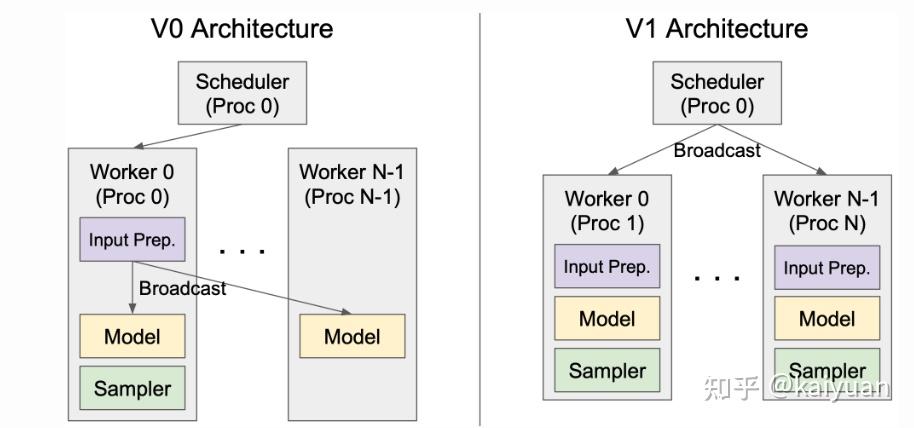 V0 Architecture
Scheduler
(Proc 0)
Worker 0
(Proc 0)
Input Prep.
Broadcast
Model
Sampler
. . .
Worker N-1
(Proc N-1)
Model
V1 Architecture
Scheduler
(Proc 0)
Broadcast
Worker 0
(Proc 1)
Input Prep.
Model
Sampler
. . .
Worker N-1
(Proc N)
Input Prep.
Model
Sampler
知乎 @kaiyuan